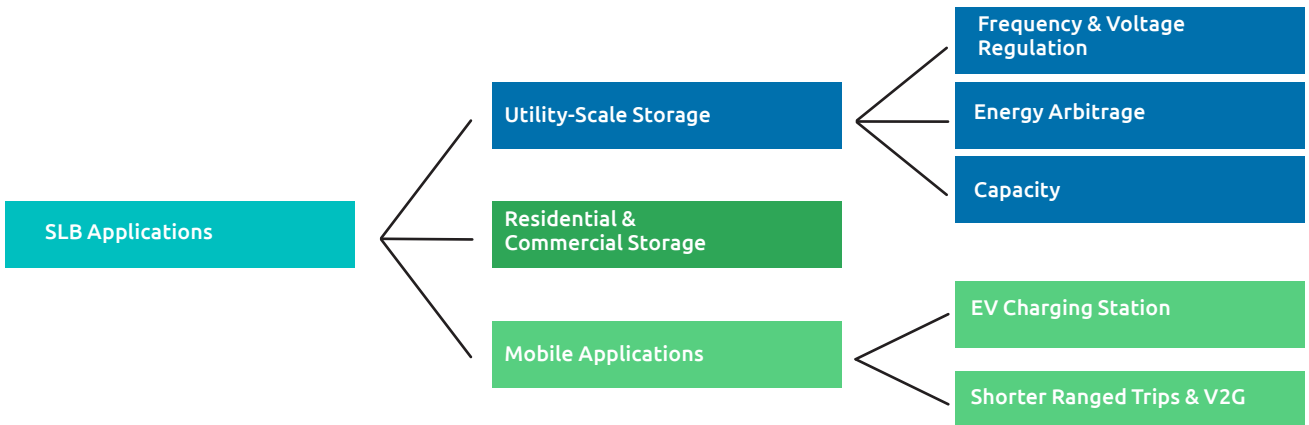 SLB Applications
Utility-Scale Storage
Residential &
Commercial Storage
Mobile Applications
Frequency & Voltage
Regulation
Energy Arbitrage
Capacity
EV Charging Station
Shorter Ranged Trips & V2G